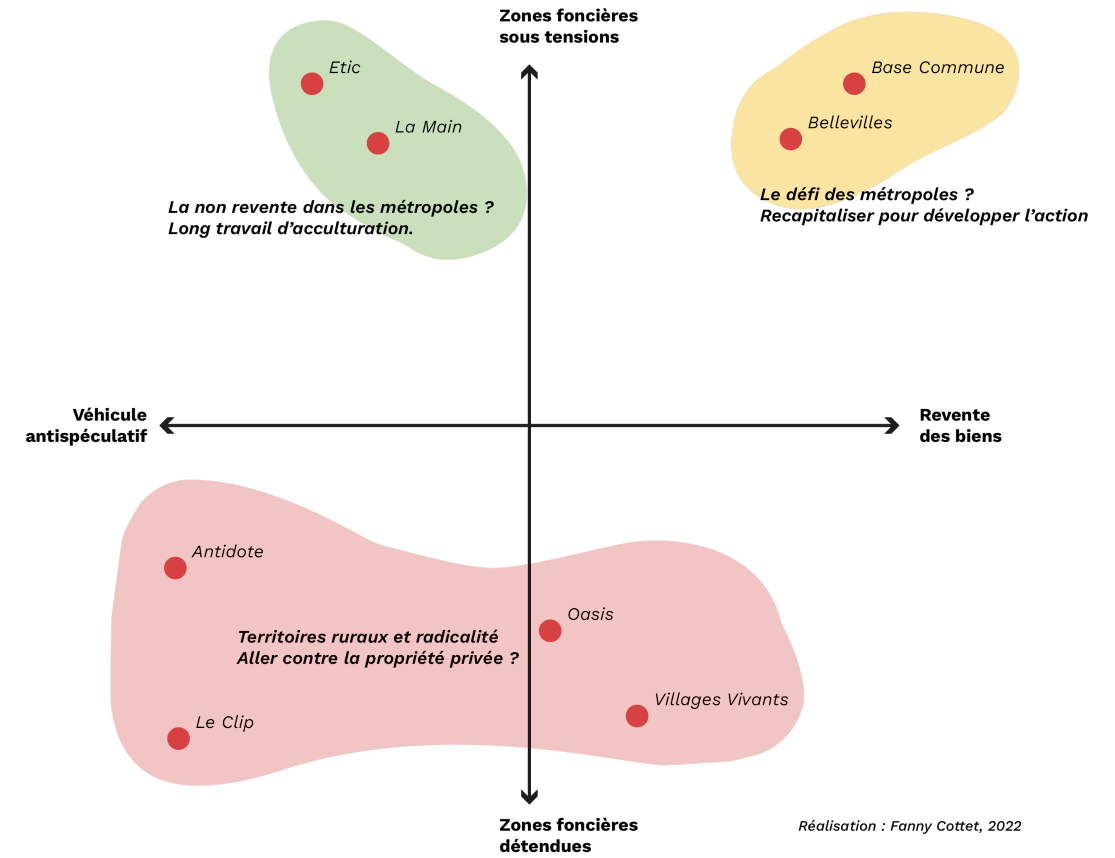 Zones foncières
sous tensions
Etic
Base Commune
La Main
Bellevilles
La non revente dans les métropoles ?
Long travail d’acculturation.
Le défi des métropoles ?
Recapitaliser pour développer l’action
Véhicule
antispéculatif
Revente
des biens
Antidote
Oasis
Territoires ruraux et radicalité
Aller contre la propriété privée ?
Villages Vivants
Le Clip
Zones foncières
détendues
Réalisation : Fanny Cottet, 2022